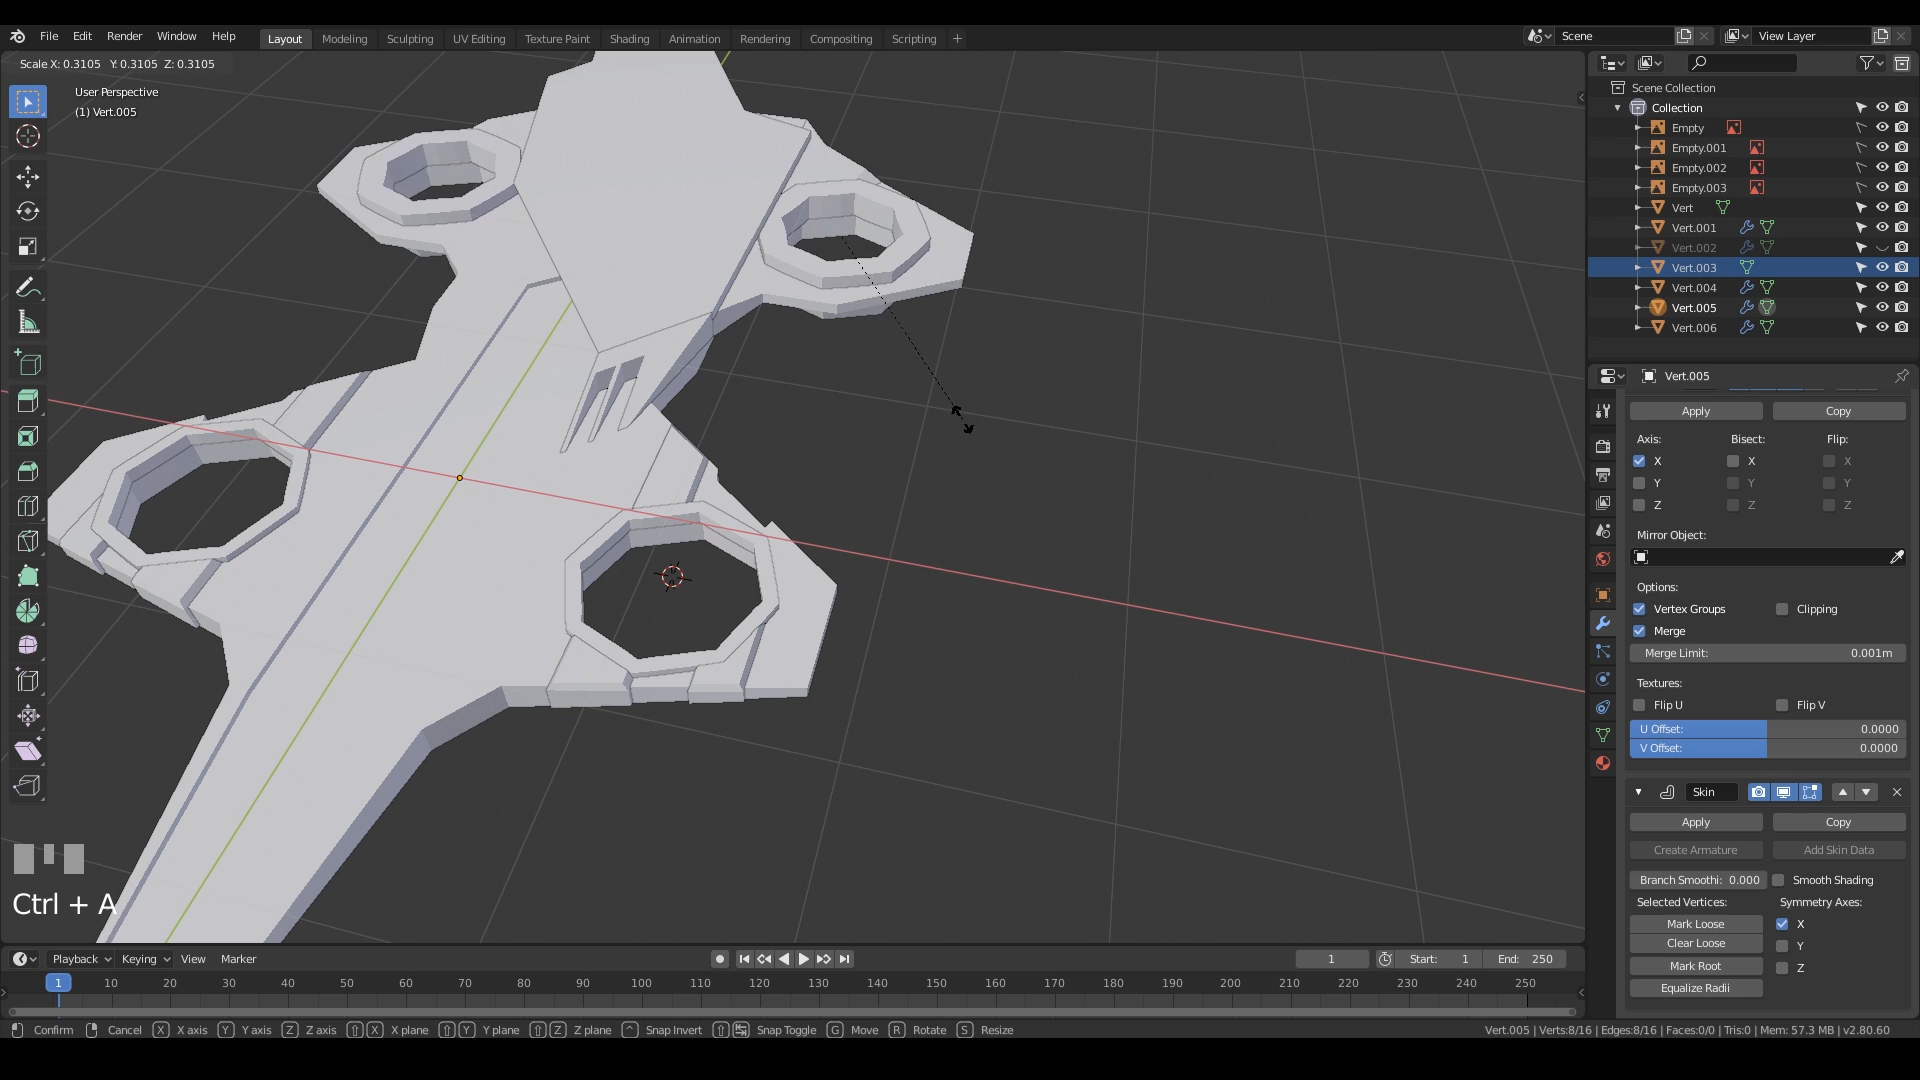 File Edit Render Window Help Layout Modeling Sculpting UV Editing Texture Paint Shading Animation Rendering Compositing Scripting + Scene View Layer
Scale X: 0.3105 Y: 0.3105 Z: 0.3105
User Perspective
(1) Vert.005
Ctrl + A
Scene Collection
Collection
Empty
Empty.001
Empty.002
Empty.003
Vert
Vert.001
Vert.002
Vert.003
Vert.004
Vert.005
Vert.006
Vert.005
Apply Copy
Axis: Bisect: Flip:
X X X
Y Y Y
Z Z Z
Mirror Object:
Options:
Vertex Groups Clipping
Merge
Merge Limit: 0.001m
Textures:
Flip U Flip V
U Offset: 0.0000
V Offset: 0.0000
Skin
Apply Copy
Create Armature Add Skin Data
Branch Smoothi: 0.000 Smooth Shading
Selected Vertices: Symmetry Axes:
Mark Loose X
Clear Loose Y
Mark Root Z
Equalize Radii
Playback Keying View Marker 1 Start: 1 End: 250
1 10 20 30 40 50 60 70 80 90 100 110 120 130 140 150 160 170 180 190 200 210 220 230 240 250
Confirm Cancel X X axis Y Y axis Z Z axis X X plane Y Y plane Z Z plane ^ Snap Invert Snap Toggle G Move R Rotate S Resize Vert.005 | Verts:8/16 | Edges:8/16 | Faces:0/0 | Tris:0 | Mem: 57.3 MB | v2.80.60